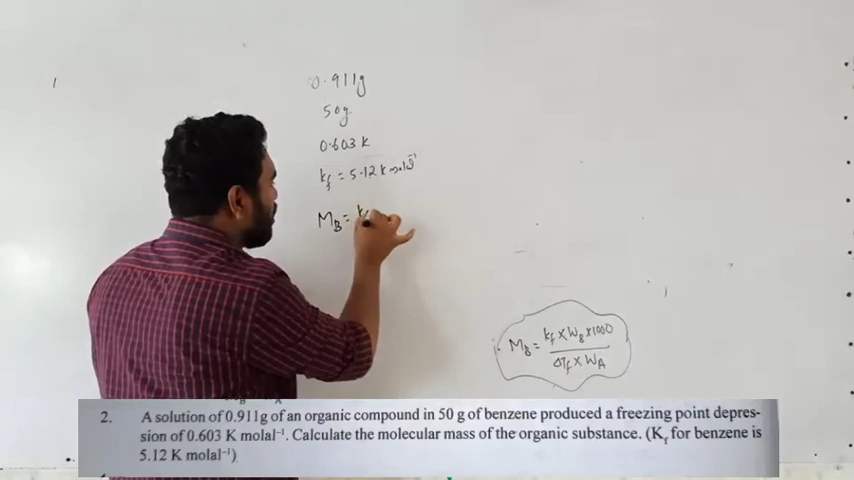 0.911g
50g
0.603 K
kf = 5.12 K molal⁻¹
MB = k
MB = kf × WB × 1000
ΔTf × WA
2. A solution of 0.911g of an organic compound in 50 g of benzene produced a freezing point depres-
sion of 0.603 K molal⁻¹. Calculate the molecular mass of the organic substance. (Kf for benzene is
5.12 K molal⁻¹)